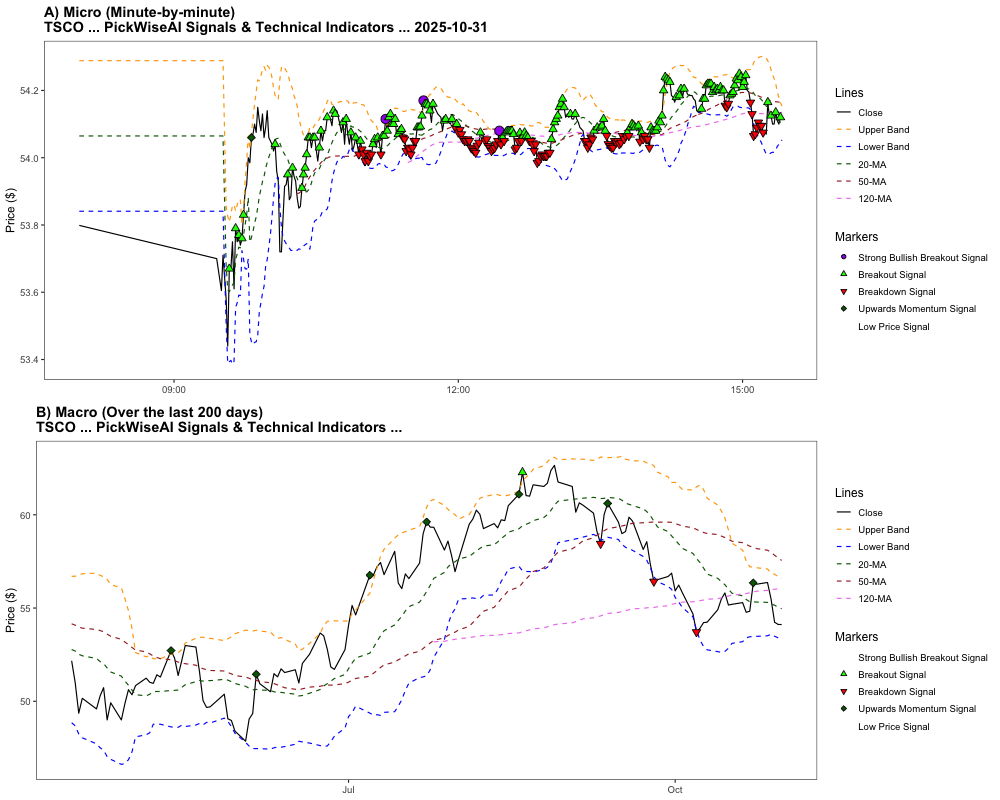 A) Micro (Minute-by-minute)
TSCO ... PickWiseAI Signals & Technical Indicators ... 2025-10-31
Price ($)
54.2
54.0
53.8
53.6
53.4
09:00
12:00
15:00
Lines
Close
Upper Band
Lower Band
20-MA
50-MA
120-MA
Markers
Strong Bullish Breakout Signal
Breakout Signal
Breakdown Signal
Upwards Momentum Signal
Low Price Signal
B) Macro (Over the last 200 days)
TSCO ... PickWiseAI Signals & Technical Indicators ...
Price ($)
60
55
50
Jul
Oct
Lines
Close
Upper Band
Lower Band
20-MA
50-MA
120-MA
Markers
Strong Bullish Breakout Signal
Breakout Signal
Breakdown Signal
Upwards Momentum Signal
Low Price Signal